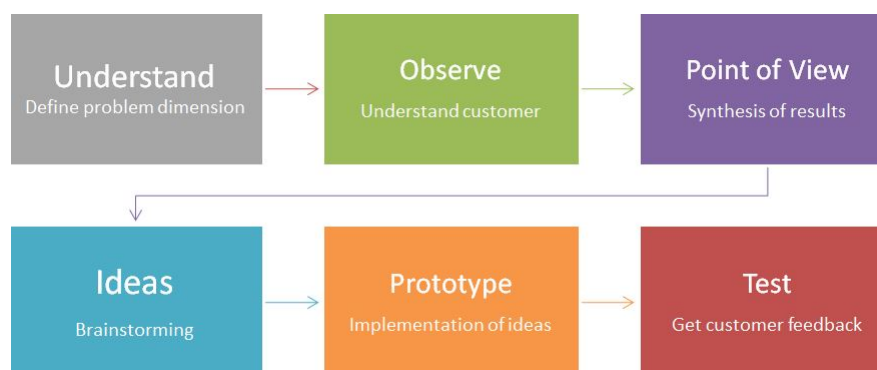 Understand
Define problem dimension
Observe
Understand customer
Point of View
Synthesis of results
Ideas
Brainstorming
Prototype
Implementation of ideas
Test
Get customer feedback